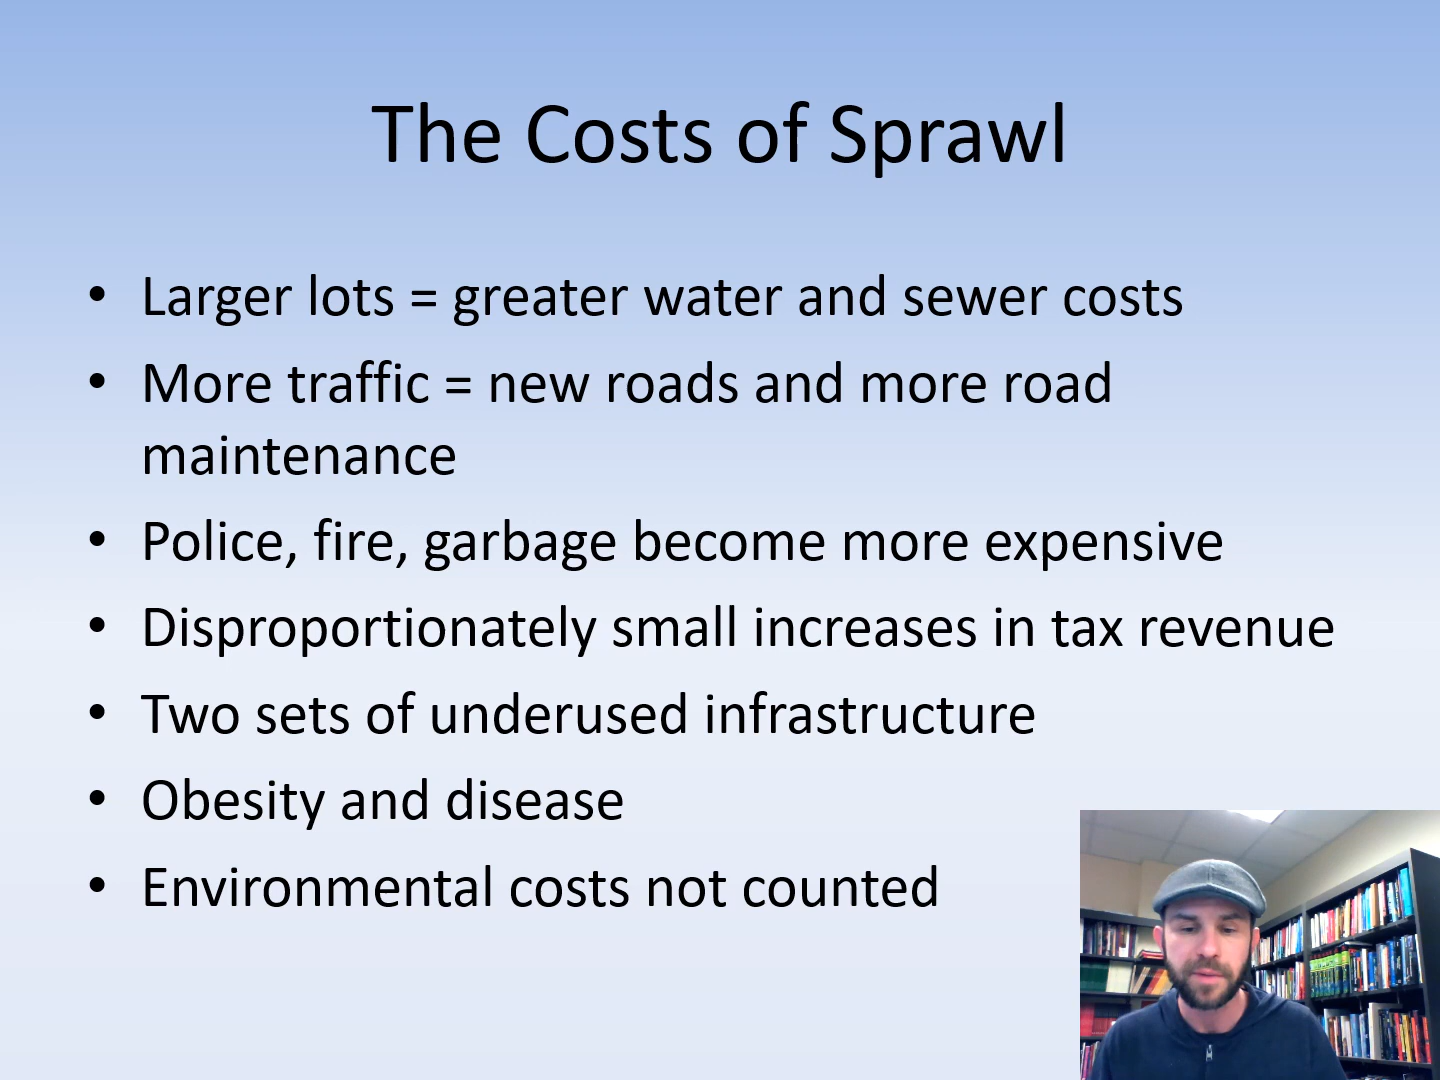 The Costs of Sprawl
• Larger lots = greater water and sewer costs
• More traffic = new roads and more road
maintenance
• Police, fire, garbage become more expensive
• Disproportionately small increases in tax revenue
• Two sets of underused infrastructure
• Obesity and disease
• Environmental costs not counted